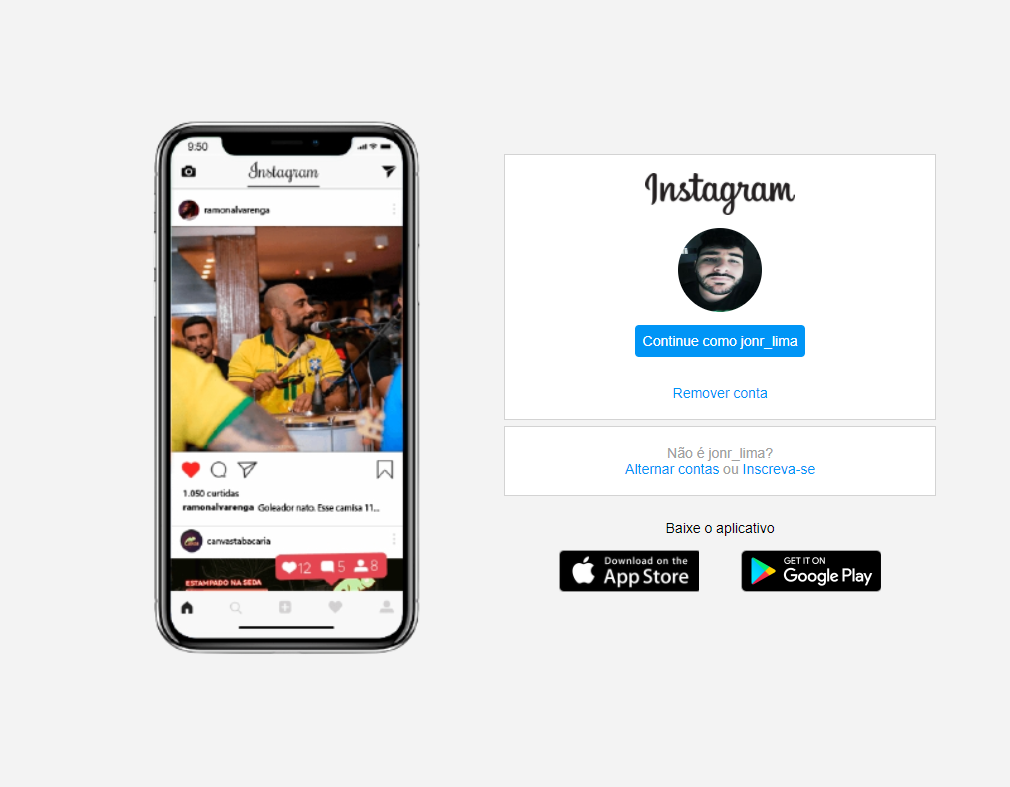 9:50
Instagram
ramonalvarenga
1.050 curtidas
ramonalvarenga Goleador nato. Esse camisa 11...
canvastabacaria
ESTAMPADO NA SEDA
12 5 8
Instagram
Continue como jonr_lima
Remover conta
Não é jonr_lima?
Alternar contas ou Inscreva-se
Baixe o aplicativo
Download on the
App Store
GET IT ON
Google Play